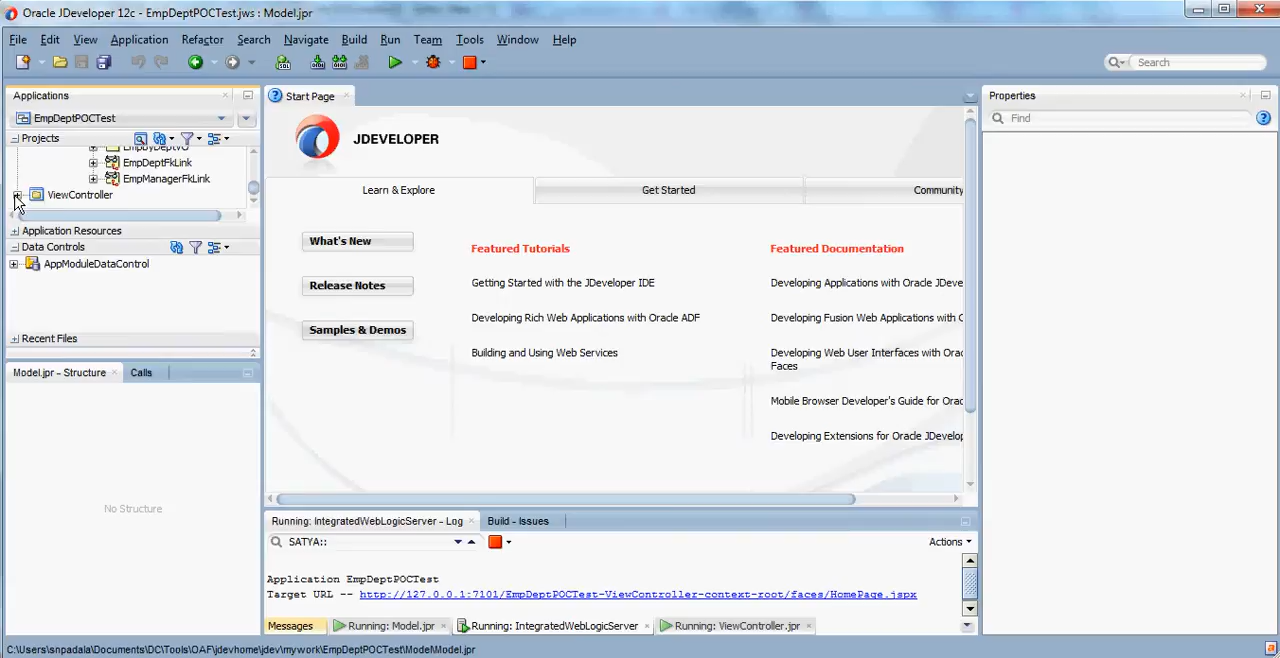 Oracle JDeveloper 12c - EmpDeptPOCTest.jws : Model.jpr
File Edit View Application Refactor Search Navigate Build Run Team Tools Window Help
Search
Applications
Start Page
Properties
EmpDeptPOCTest
Find
Projects
JDEVELOPER
EmpByDeptVO
EmpDeptFkLink
EmpManagerFkLink
ViewController
Learn & Explore
Get Started
Community
Application Resources
Data Controls
AppModuleDataControl
What's New
Release Notes
Samples & Demos
Featured Tutorials
Getting Started with the JDeveloper IDE
Developing Rich Web Applications with Oracle ADF
Building and Using Web Services
Featured Documentation
Developing Applications with Oracle JDeve
Developing Fusion Web Applications with C
Developing Web User Interfaces with Orac
Faces
Mobile Browser Developer's Guide for Orac
Developing Extensions for Oracle JDevelop
Recent Files
Model.jpr - Structure
Calls
No Structure
Running: IntegratedWebLogicServer - Log
Build - Issues
SATYA::
Actions
Application EmpDeptPOCTest
Target URL -- http://127.0.0.1:7101/EmpDeptPOCTest-ViewController-context-root/faces/HomePage.jspx
Messages
Running: Model.jpr
Running: IntegratedWebLogicServer
Running: ViewController.jpr
C:\Users\snpadala\Documents\DC\Tools\OAF\jdevhome\jdev\mywork\EmpDeptPOCTest\Model\Model.jpr